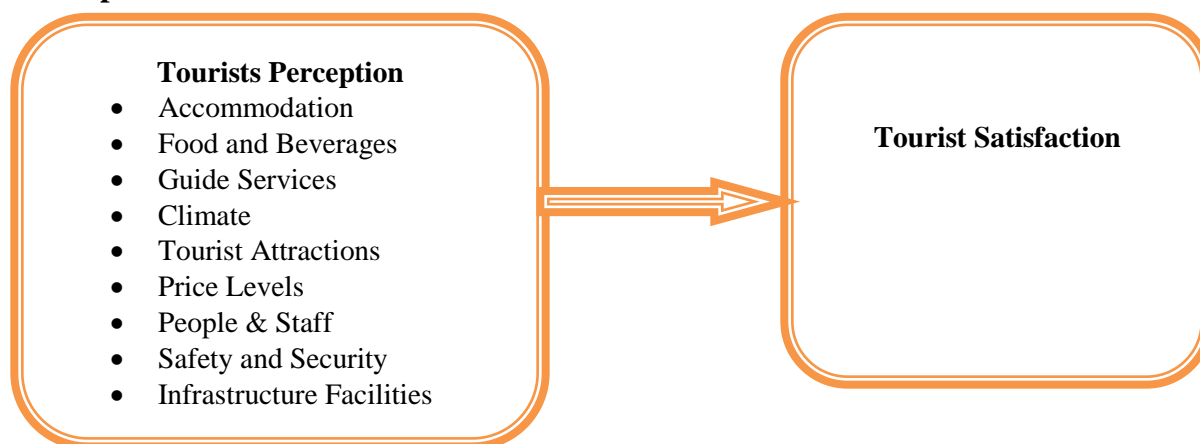 Tourists Perception
• Accommodation
• Food and Beverages
• Guide Services
• Climate
• Tourist Attractions
• Price Levels
• People & Staff
• Safety and Security
• Infrastructure Facilities
Tourist Satisfaction